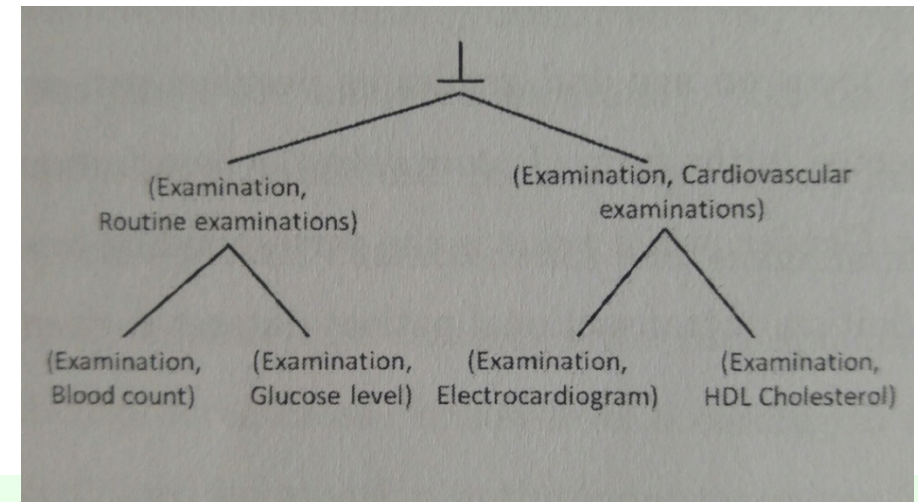 (Examination,
Routine examinations)
(Examination, Cardiovascular
examinations)
(Examination,
Blood count)
(Examination,
Glucose level)
(Examination,
Electrocardiogram)
(Examination,
HDL Cholesterol)